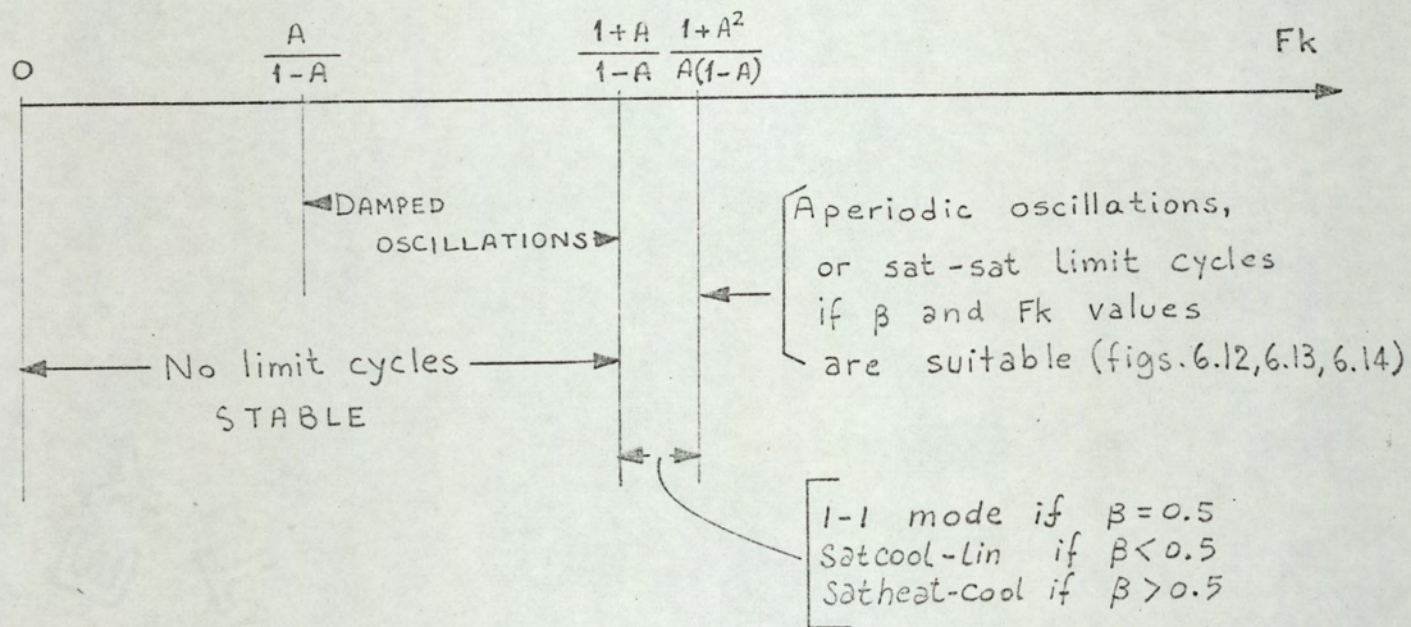 0
A
1-A
1+A
1-A
1+A²
A(1-A)
Fk
DAMPED
OSCILLATIONS
Aperiodic oscillations,
or sat-sat limit cycles
if β and Fk values
are suitable (figs. 6.12, 6.13, 6.14)
No limit cycles
STABLE
1-1 mode if β = 0.5
Satcool-Lin if β < 0.5
Satheat-Cool if β > 0.5